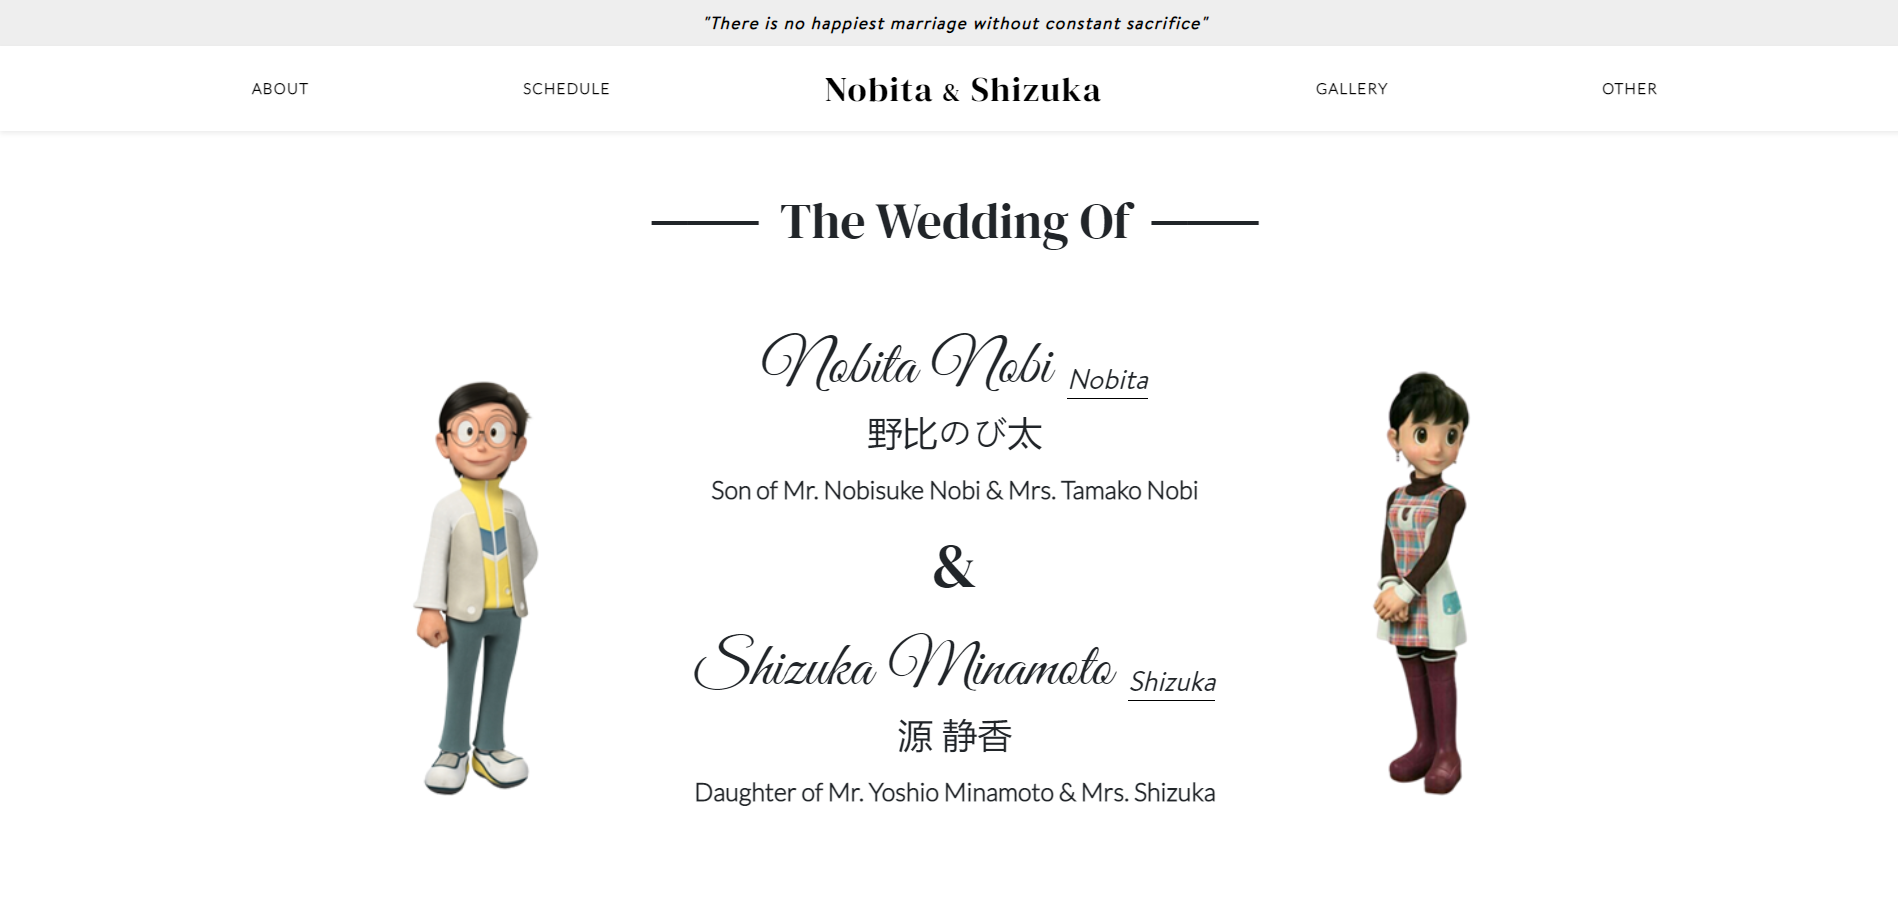 "There is no happiest marriage without constant sacrifice"
ABOUT SCHEDULE Nobita & Shizuka GALLERY OTHER
The Wedding Of
Nobita Nobi Nobita
野比のび太
Son of Mr. Nobisuke Nobi & Mrs. Tamako Nobi
&
Shizuka Minamoto Shizuka
源 静香
Daughter of Mr. Yoshio Minamoto & Mrs. Shizuka